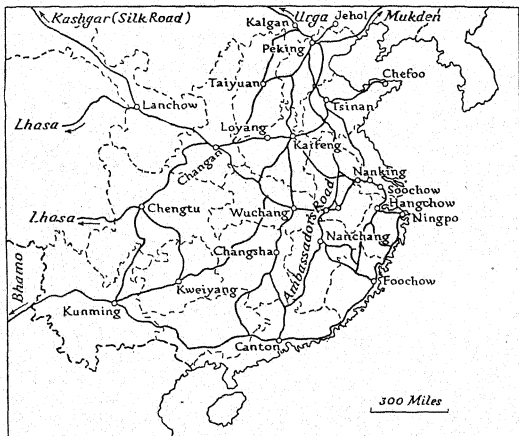 Kashgar (Silk Road)
Kalgan
Urga
Jehol
Mukden
Peking
Taiyuan
Chefoo
Tsinan
Lanchow
Lhasa
Loyang
Kaifeng
Changan
Nanking
Soochow
Hangchow
Ningpo
Lhasa
Chengtu
Wuchang
Ambassadors Road
Nanchang
Changsha
Bhamo
Kweiyang
Foochow
Kunming
Canton
300 Miles